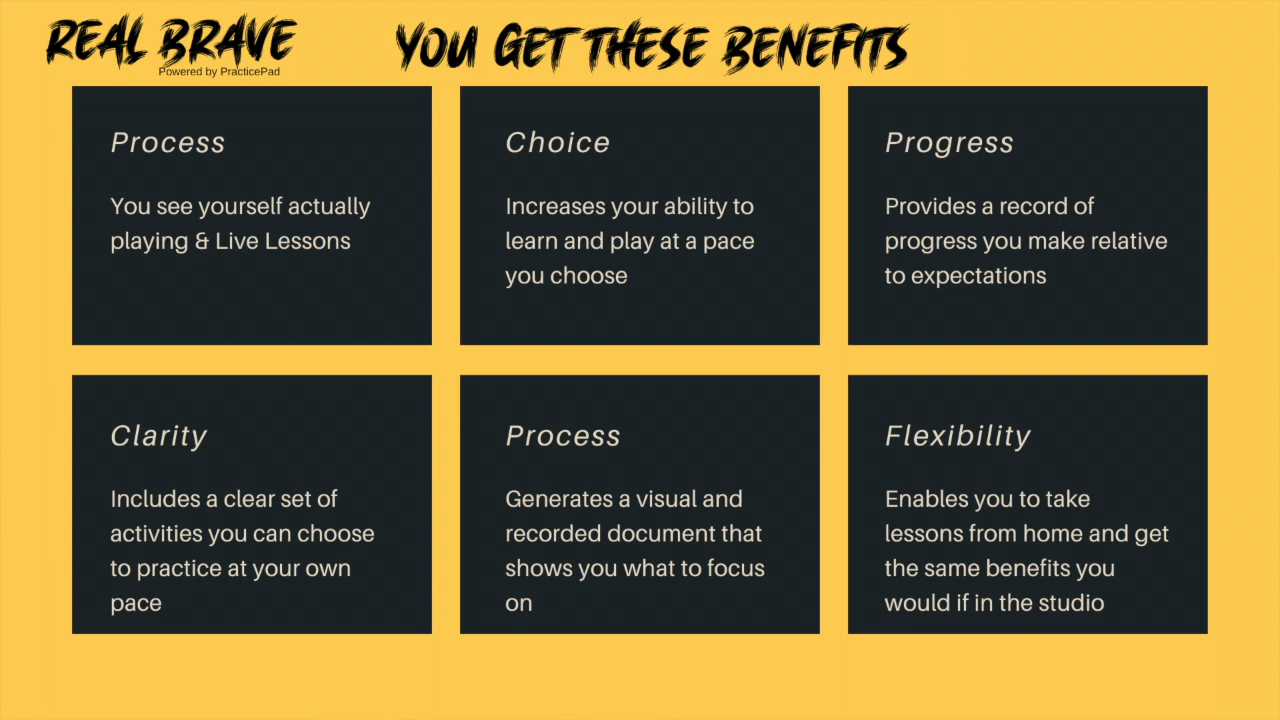 REAL BRAVE
Powered by PracticePad
YOU GET THESE BENEFITS
Process
You see yourself actually
playing & Live Lessons
Choice
Increases your ability to
learn and play at a pace
you choose
Progress
Provides a record of
progress you make relative
to expectations
Clarity
Includes a clear set of
activities you can choose
to practice at your own
pace
Process
Generates a visual and
recorded document that
shows you what to focus
on
Flexibility
Enables you to take
lessons from home and get
the same benefits you
would if in the studio